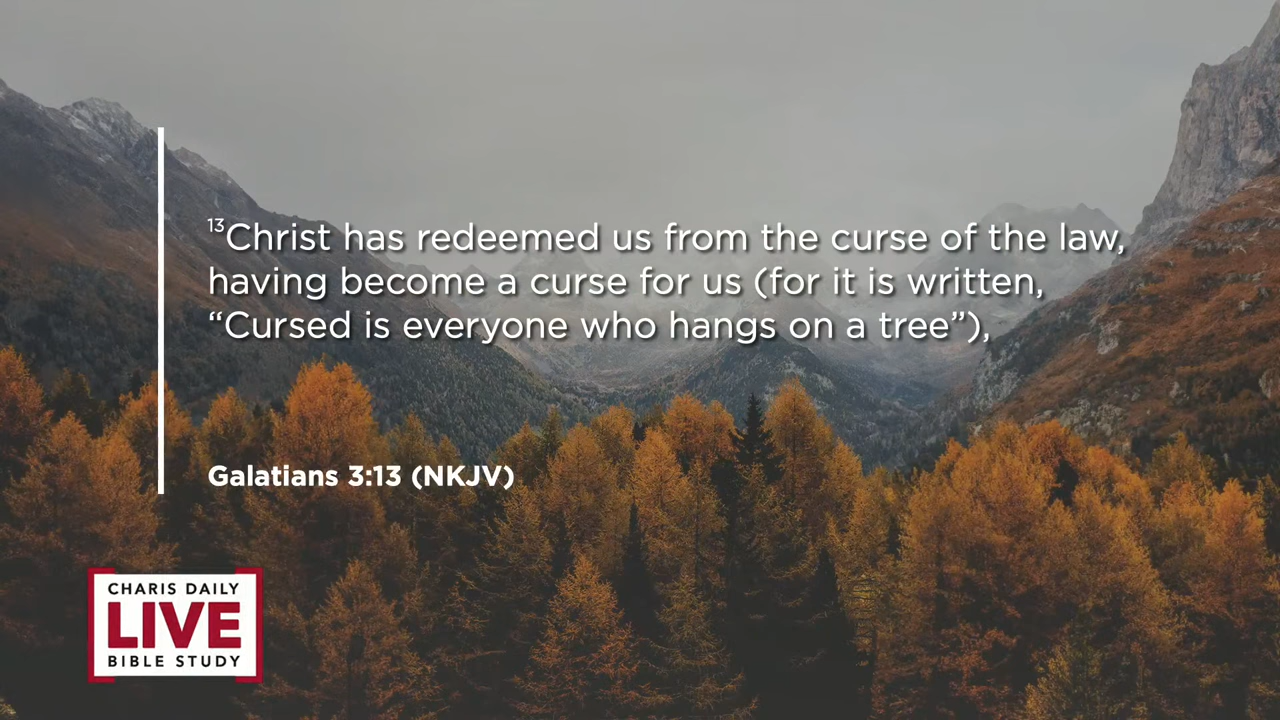 ¹³Christ has redeemed us from the curse of the law,
having become a curse for us (for it is written,
“Cursed is everyone who hangs on a tree”),
Galatians 3:13 (NKJV)
CHARIS DAILY
LIVE
BIBLE STUDY